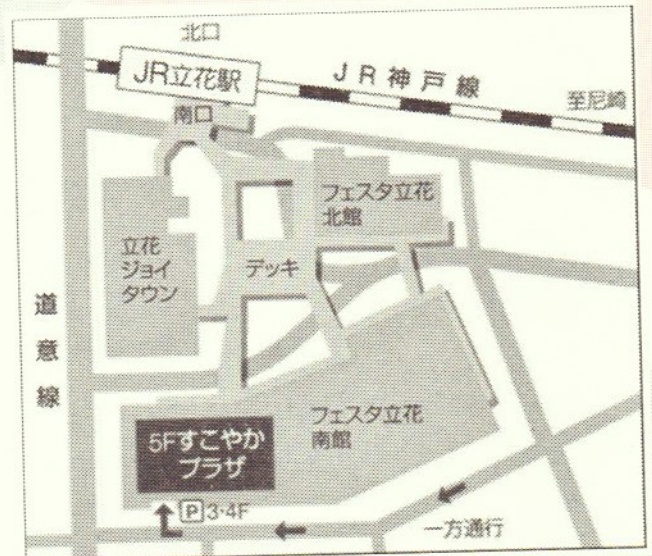 北口
JR立花駅
JR神戸線
至尼崎
南口
フェスタ立花
北館
立花
ジョイ
タウン
デッキ
道意線
フェスタ立花
南館
5Fすこやか
プラザ
P3·4F
一方通行